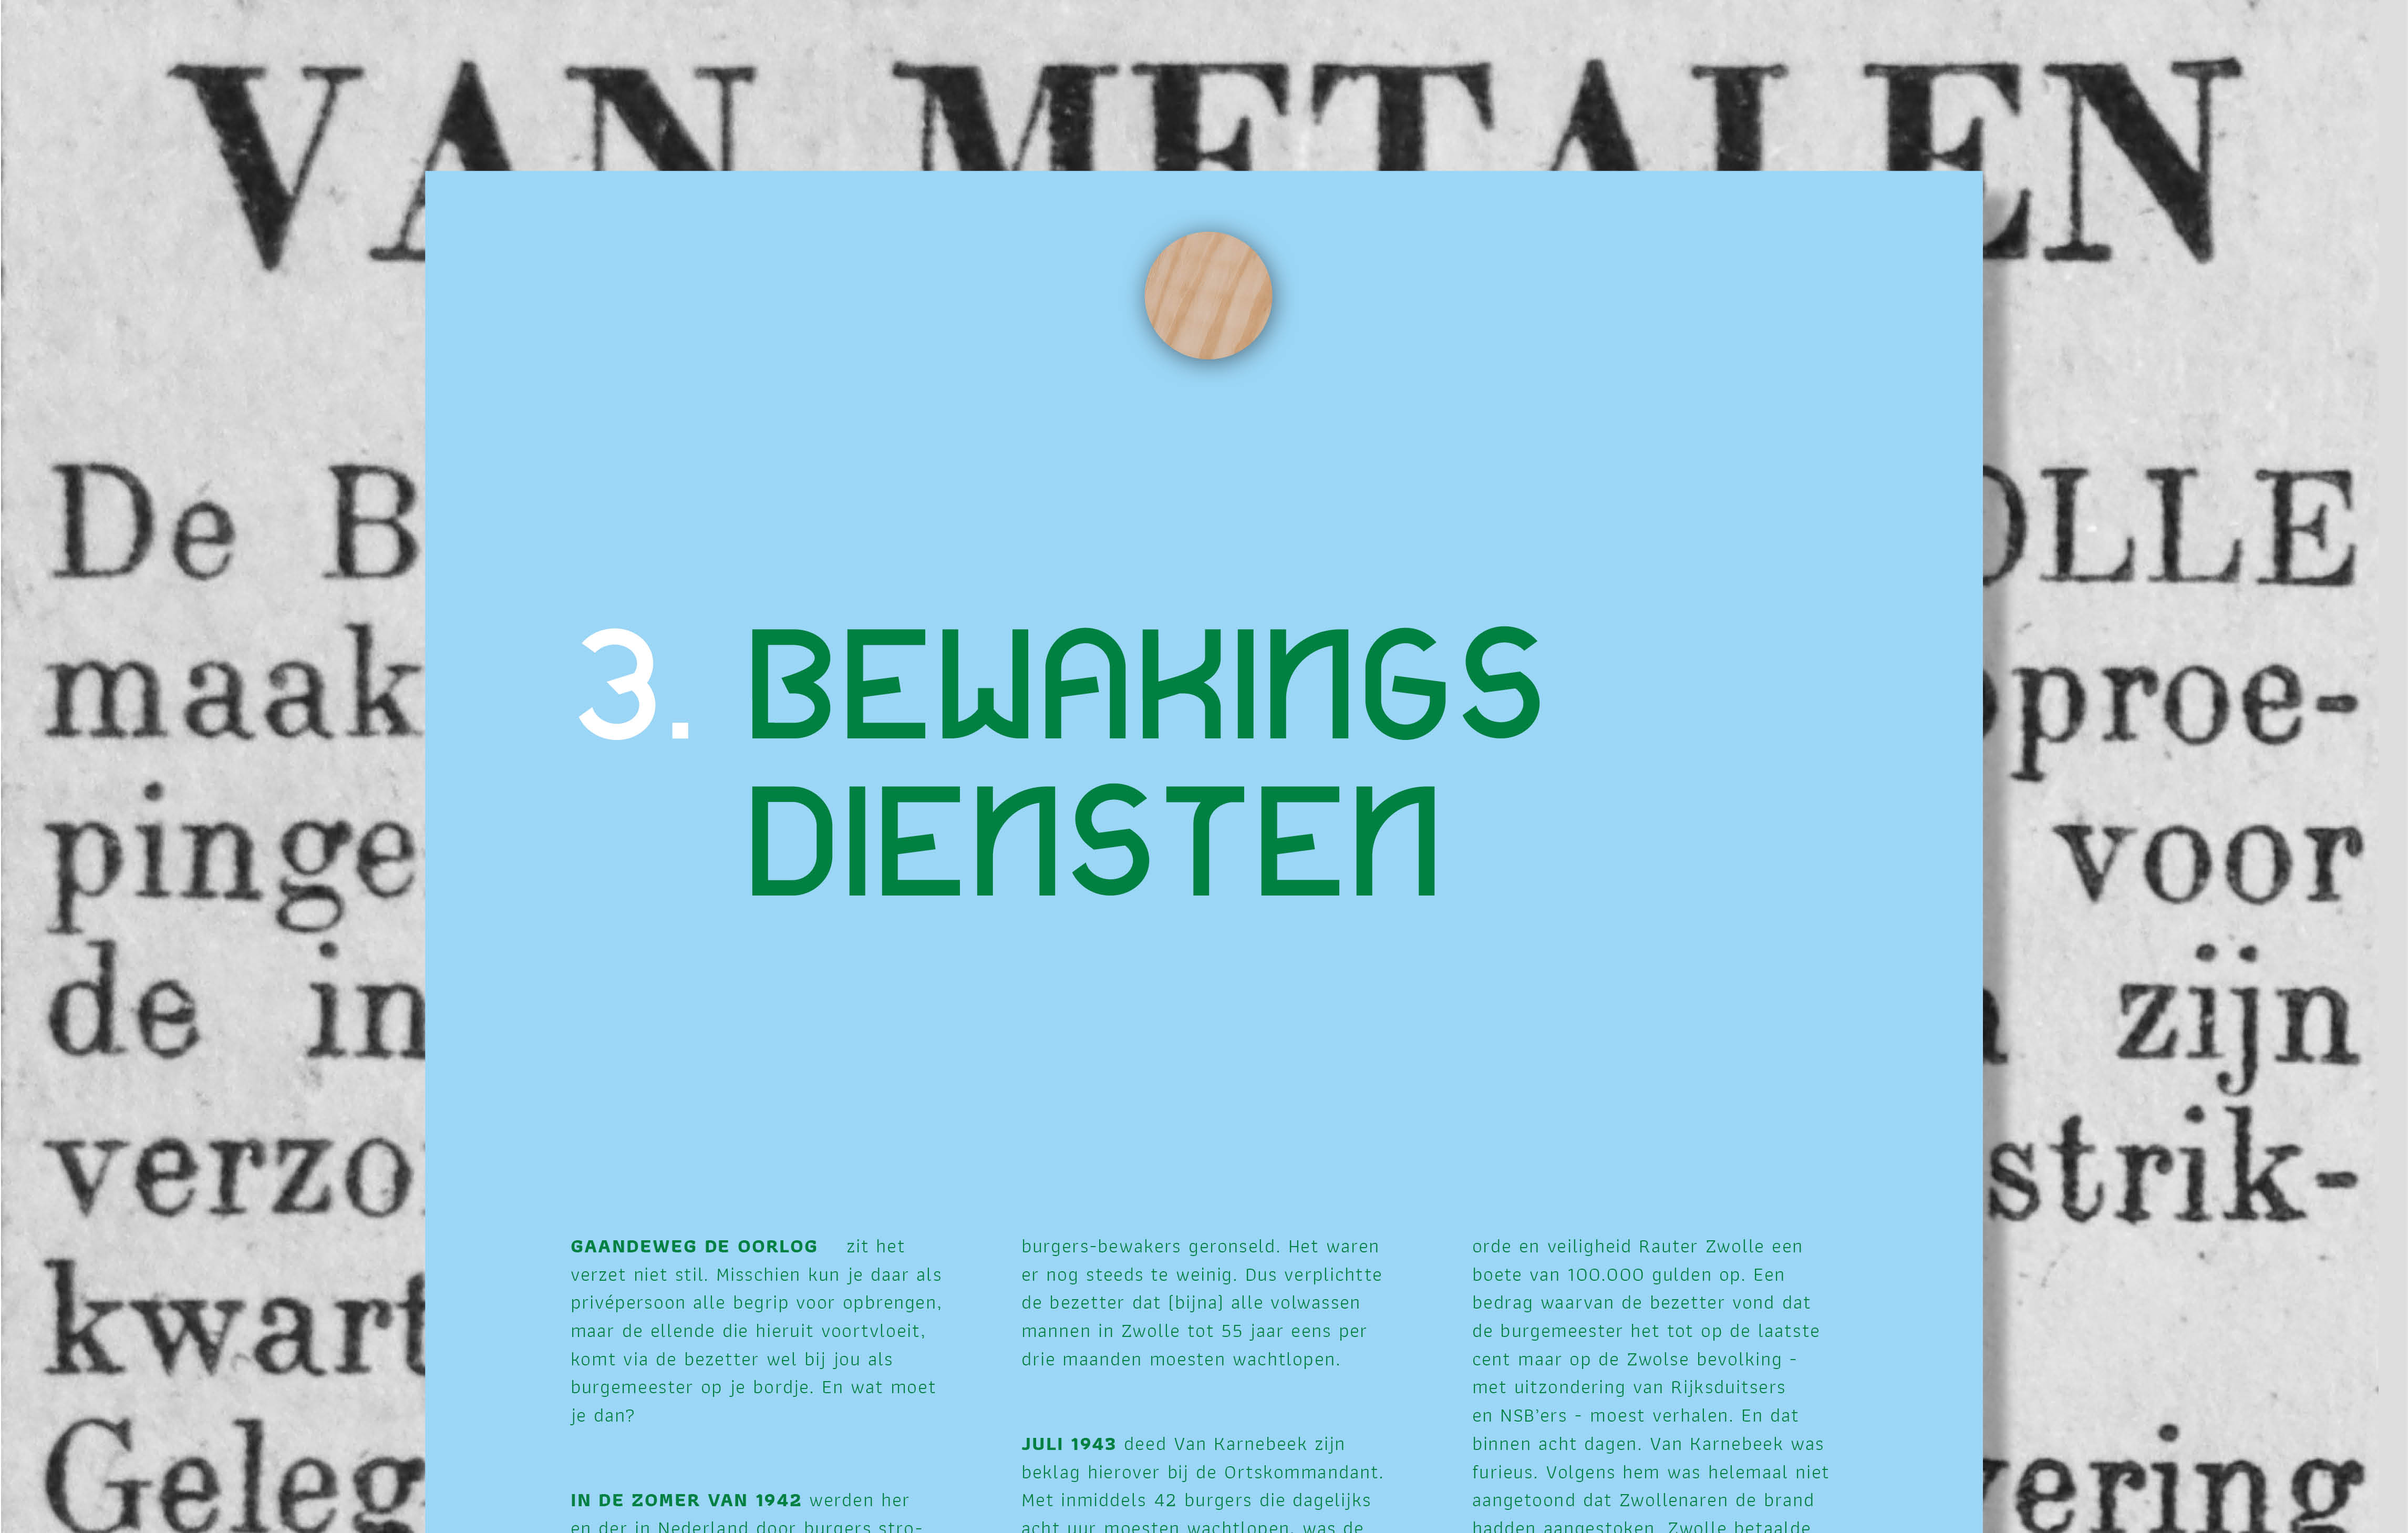 VAN METALEN
De B
OLLE
maak
proe-
pinge
voor
de in
zijn
verzo
strik-
kwart
Geleg
vering
3. BEWAKINGS
DIENSTEN
GAANDEWEG DE OORLOG zit het
verzet niet stil. Misschien kun je daar als
privépersoon alle begrip voor opbrengen,
maar de ellende die hieruit voortvloeit,
komt via de bezetter wel bij jou als
burgemeester op je bordje. En wat moet
je dan?
IN DE ZOMER VAN 1942 werden her
en der in Nederland door burgers stro-
burgers-bewakers geronseld. Het waren
er nog steeds te weinig. Dus verplichtte
de bezetter dat (bijna) alle volwassen
mannen in Zwolle tot 55 jaar eens per
drie maanden moesten wachtlopen.
JULI 1943 deed Van Karnebeek zijn
beklag hierover bij de Ortskommandant.
Met inmiddels 42 burgers die dagelijks
acht uur moesten wachtlopen, was de
orde en veiligheid Rauter Zwolle een
boete van 100.000 gulden op. Een
bedrag waarvan de bezetter vond dat
de burgemeester het tot op de laatste
cent maar op de Zwolse bevolking -
met uitzondering van Rijksduitsers
en NSB'ers - moest verhalen. En dat
binnen acht dagen. Van Karnebeek was
furieus. Volgens hem was helemaal niet
aangetoond dat Zwollenaren de brand
hadden aangestoken. Zwolle betaalde